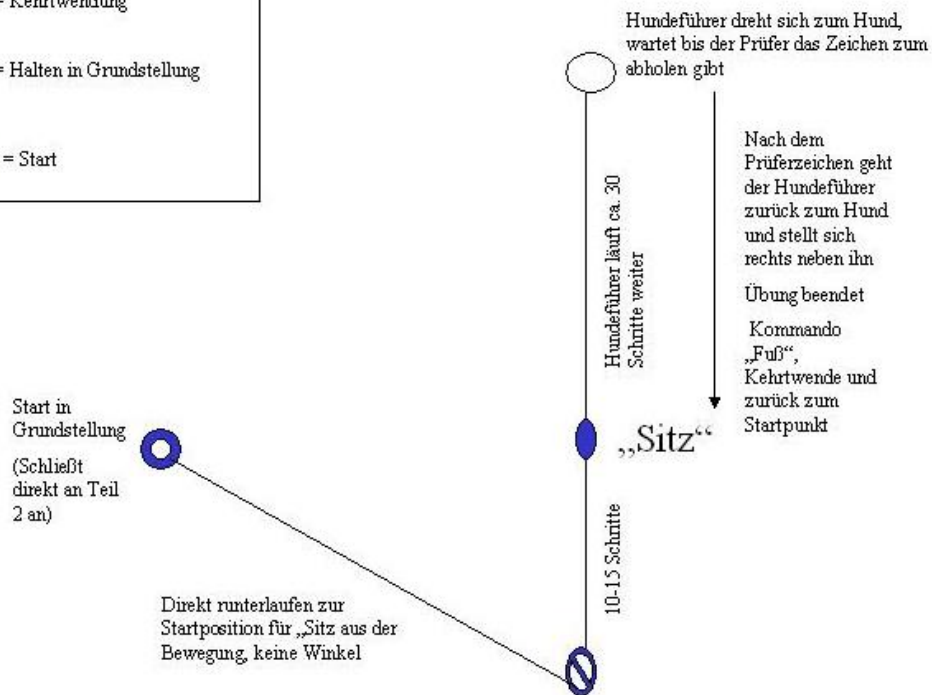 = Kehrtwendung
= Halten in Grundstellung
= Start
Hundeführer dreht sich zum Hund,
wartet bis der Prüfer das Zeichen zum
abholen gibt
Nach dem
Prüferzeichen geht
der Hundeführer
zurück zum Hund
und stellt sich
rechts neben ihn
Übung beendet
Kommando
„Fuß“,
Kehrtwende und
zurück zum
Startpunkt
Hundeführer läuft ca. 30
Schritte weiter
„Sitz“
10-15 Schritte
Start in
Grundstellung
(Schließt
direkt an Teil
2 an)
Direkt runterlaufen zur
Startposition für „Sitz aus der
Bewegung, keine Winkel